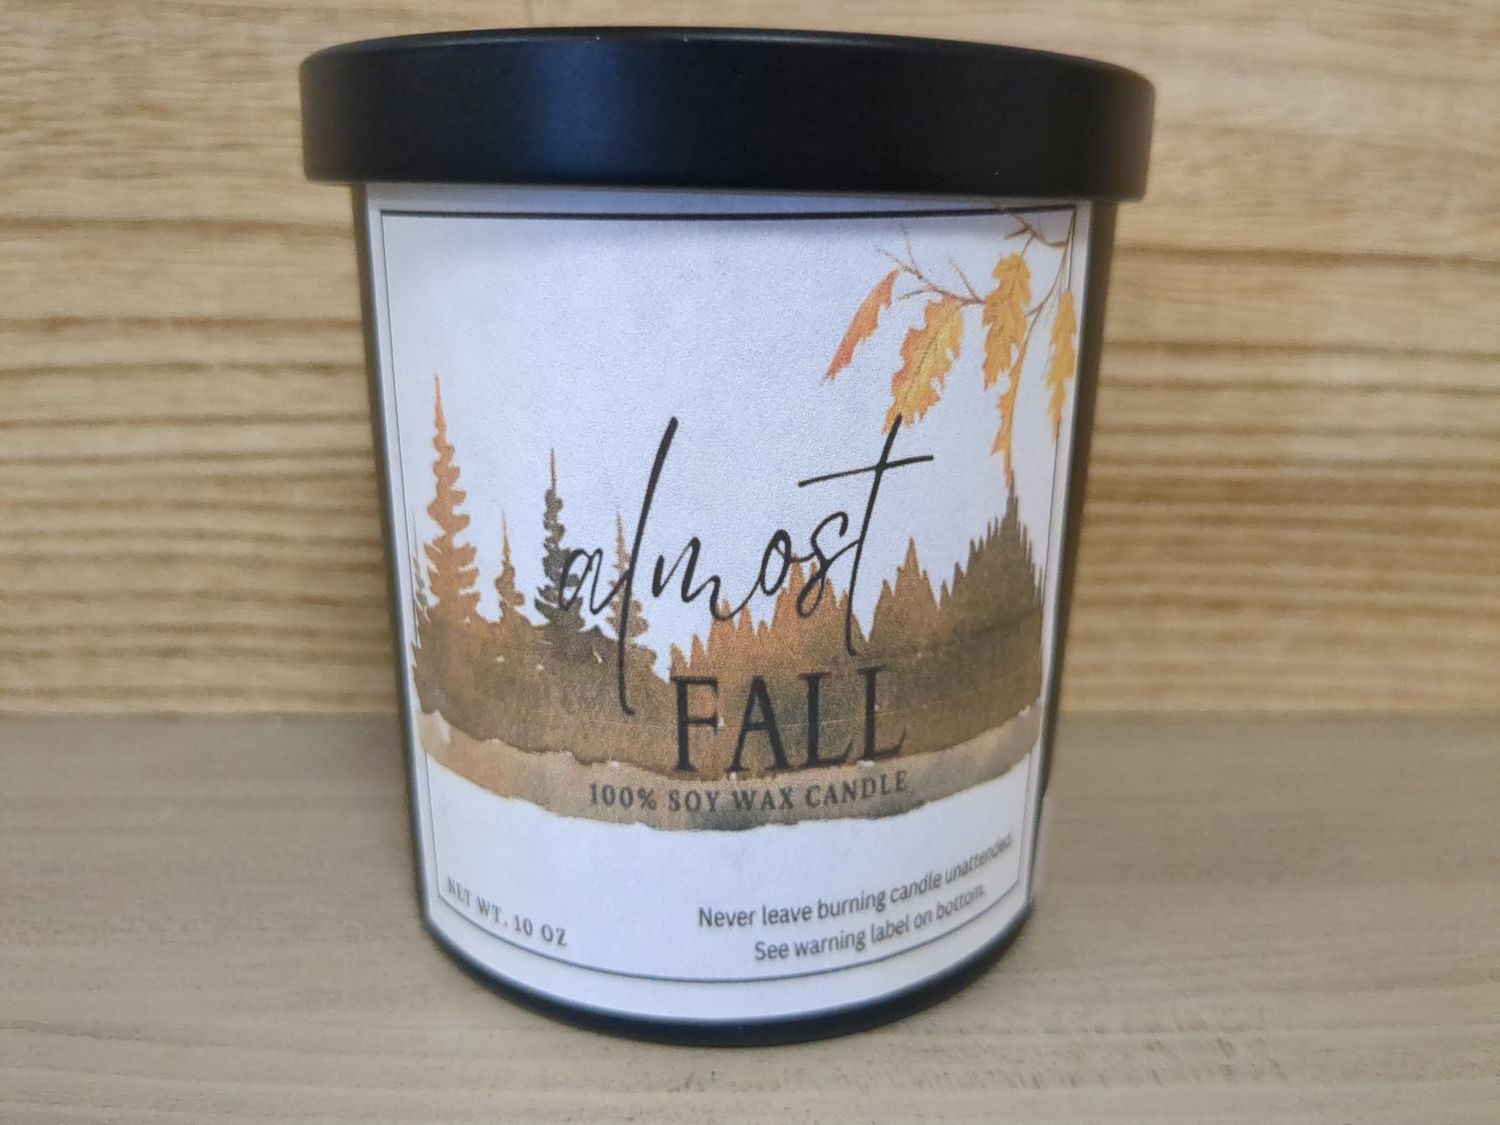 almost
FALL
100% SOY WAX CANDLE
NET WT. 10 OZ
Never leave burning candle unattended.
See warning label on bottom.